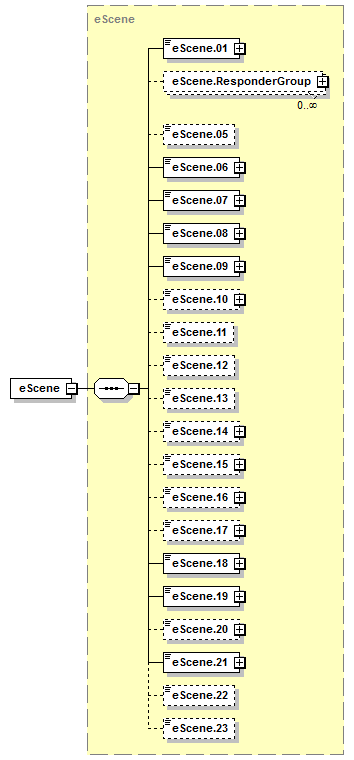 eScene
eScene.01
eScene.ResponderGroup
0..∞
eScene.05
eScene.06
eScene.07
eScene.08
eScene.09
eScene.10
eScene.11
eScene.12
eScene
eScene.13
eScene.14
eScene.15
eScene.16
eScene.17
eScene.18
eScene.19
eScene.20
eScene.21
eScene.22
eScene.23